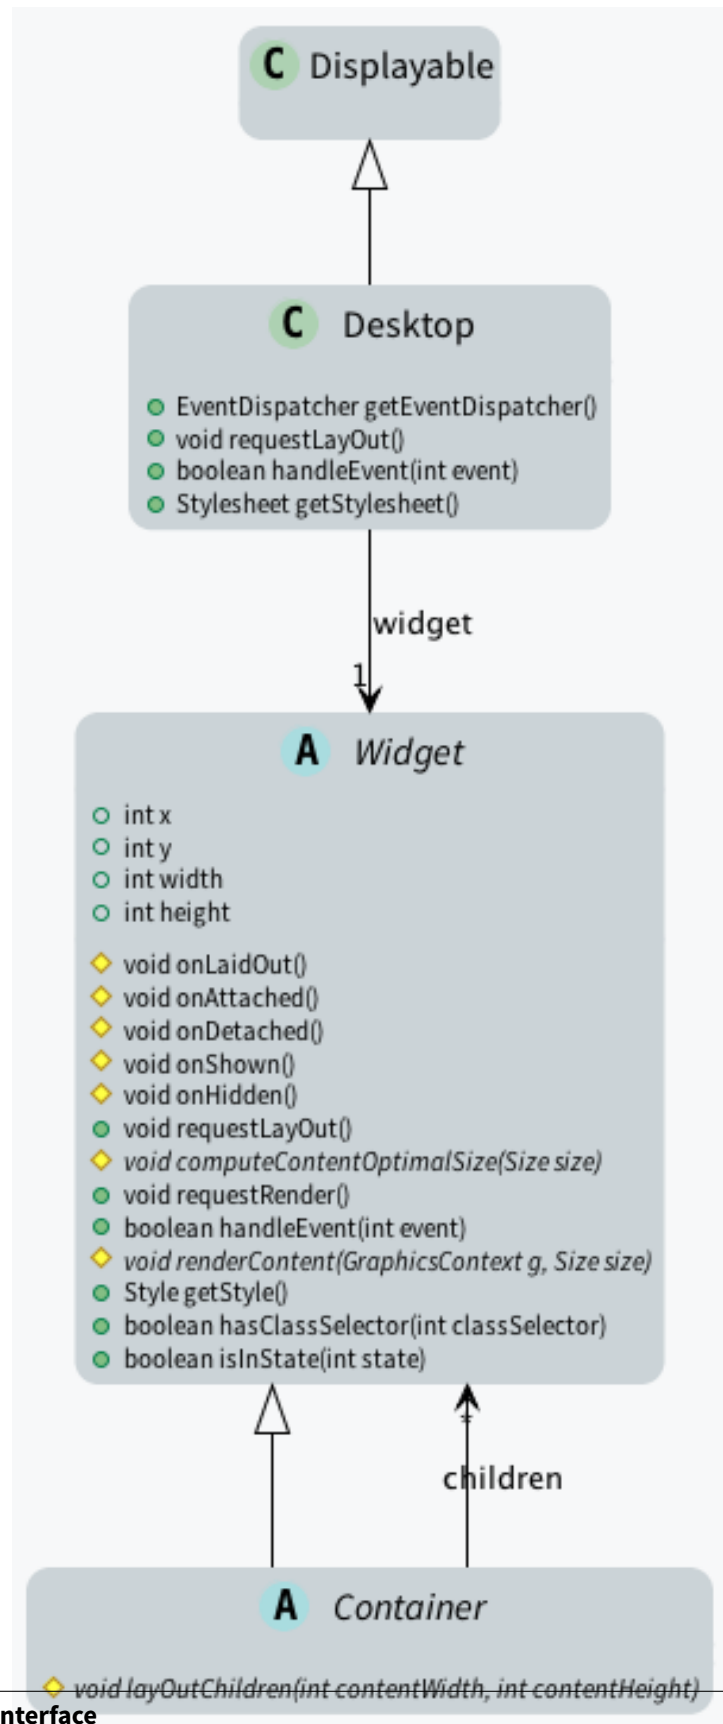 C Displayable
C Desktop
EventDispatcher getEventDispatcher()
void requestLayOut()
boolean handleEvent(int event)
Stylesheet getStylesheet()
widget
1
A Widget
int x
int y
int width
int height
void onLaidOut()
void onAttached()
void onDetached()
void onShown()
void onHidden()
void requestLayOut()
void computeContentOptimalSize(Size size)
void requestRender()
boolean handleEvent(int event)
void renderContent(GraphicsContext g, Size size)
Style getStyle()
boolean hasClassSelector(int classSelector)
boolean isInState(int state)
*
children
A Container
void layOutChildren(int contentWidth, int contentHeight)
nterface